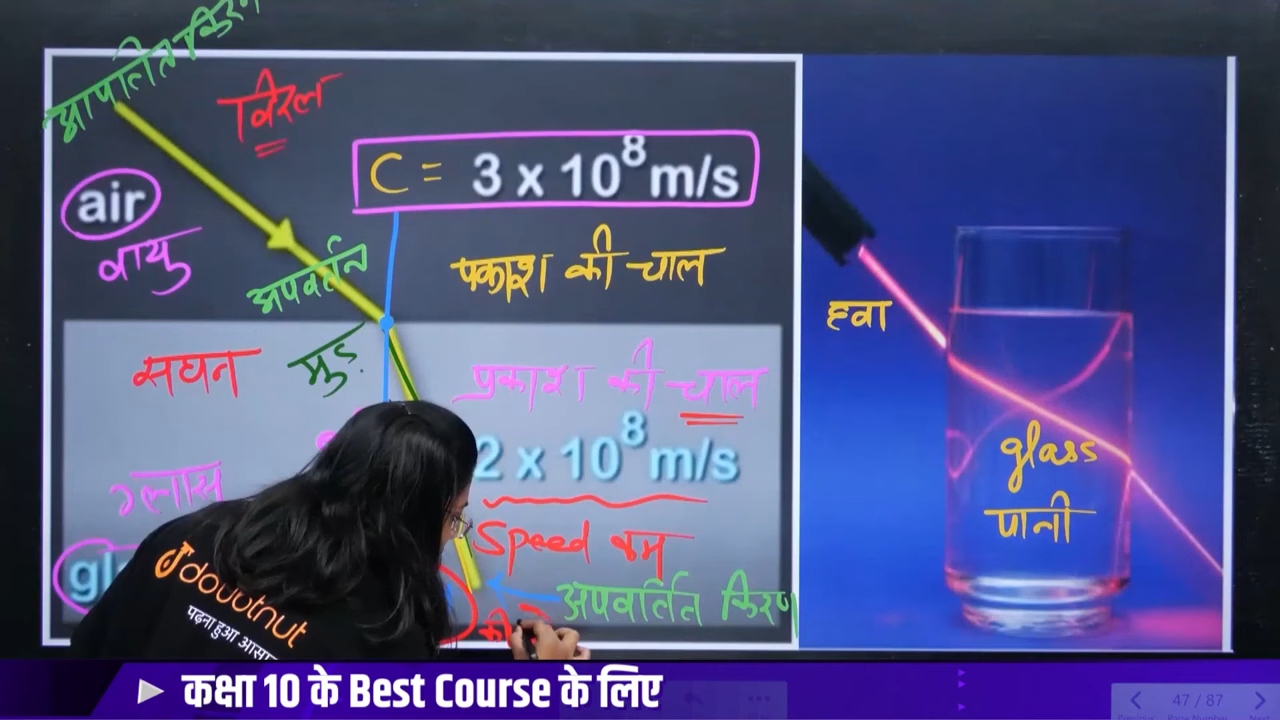 आपतित किरण
विरल
C = 3 x 10⁸ m/s
air
वायु
अपवर्तन
प्रकाश की चाल
सघन
मुड़
प्रकाश की चाल
2 x 10⁸ m/s
ग्लास
Speed कम
अपवर्तित किरण
हवा
glass
पानी
doubtnut
पढ़ना हुआ आसान
कक्षा 10 के Best Course के लिए
47 / 87